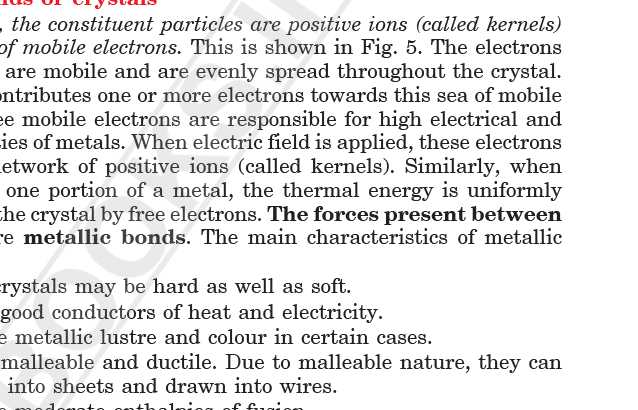 nds of crystals
, the constituent particles are positive ions (called kernels)
of mobile electrons. This is shown in Fig. 5. The electrons
are mobile and are evenly spread throughout the crystal.
ontributes one or more electrons towards this sea of mobile
ee mobile electrons are responsible for high electrical and
ies of metals. When electric field is applied, these electrons
etwork of positive ions (called kernels). Similarly, when
one portion of a metal, the thermal energy is uniformly
the crystal by free electrons. The forces present between
re metallic bonds. The main characteristics of metallic
crystals may be hard as well as soft.
good conductors of heat and electricity.
e metallic lustre and colour in certain cases.
malleable and ductile. Due to malleable nature, they can
into sheets and drawn into wires.
e moderate enthalpies of fusion.